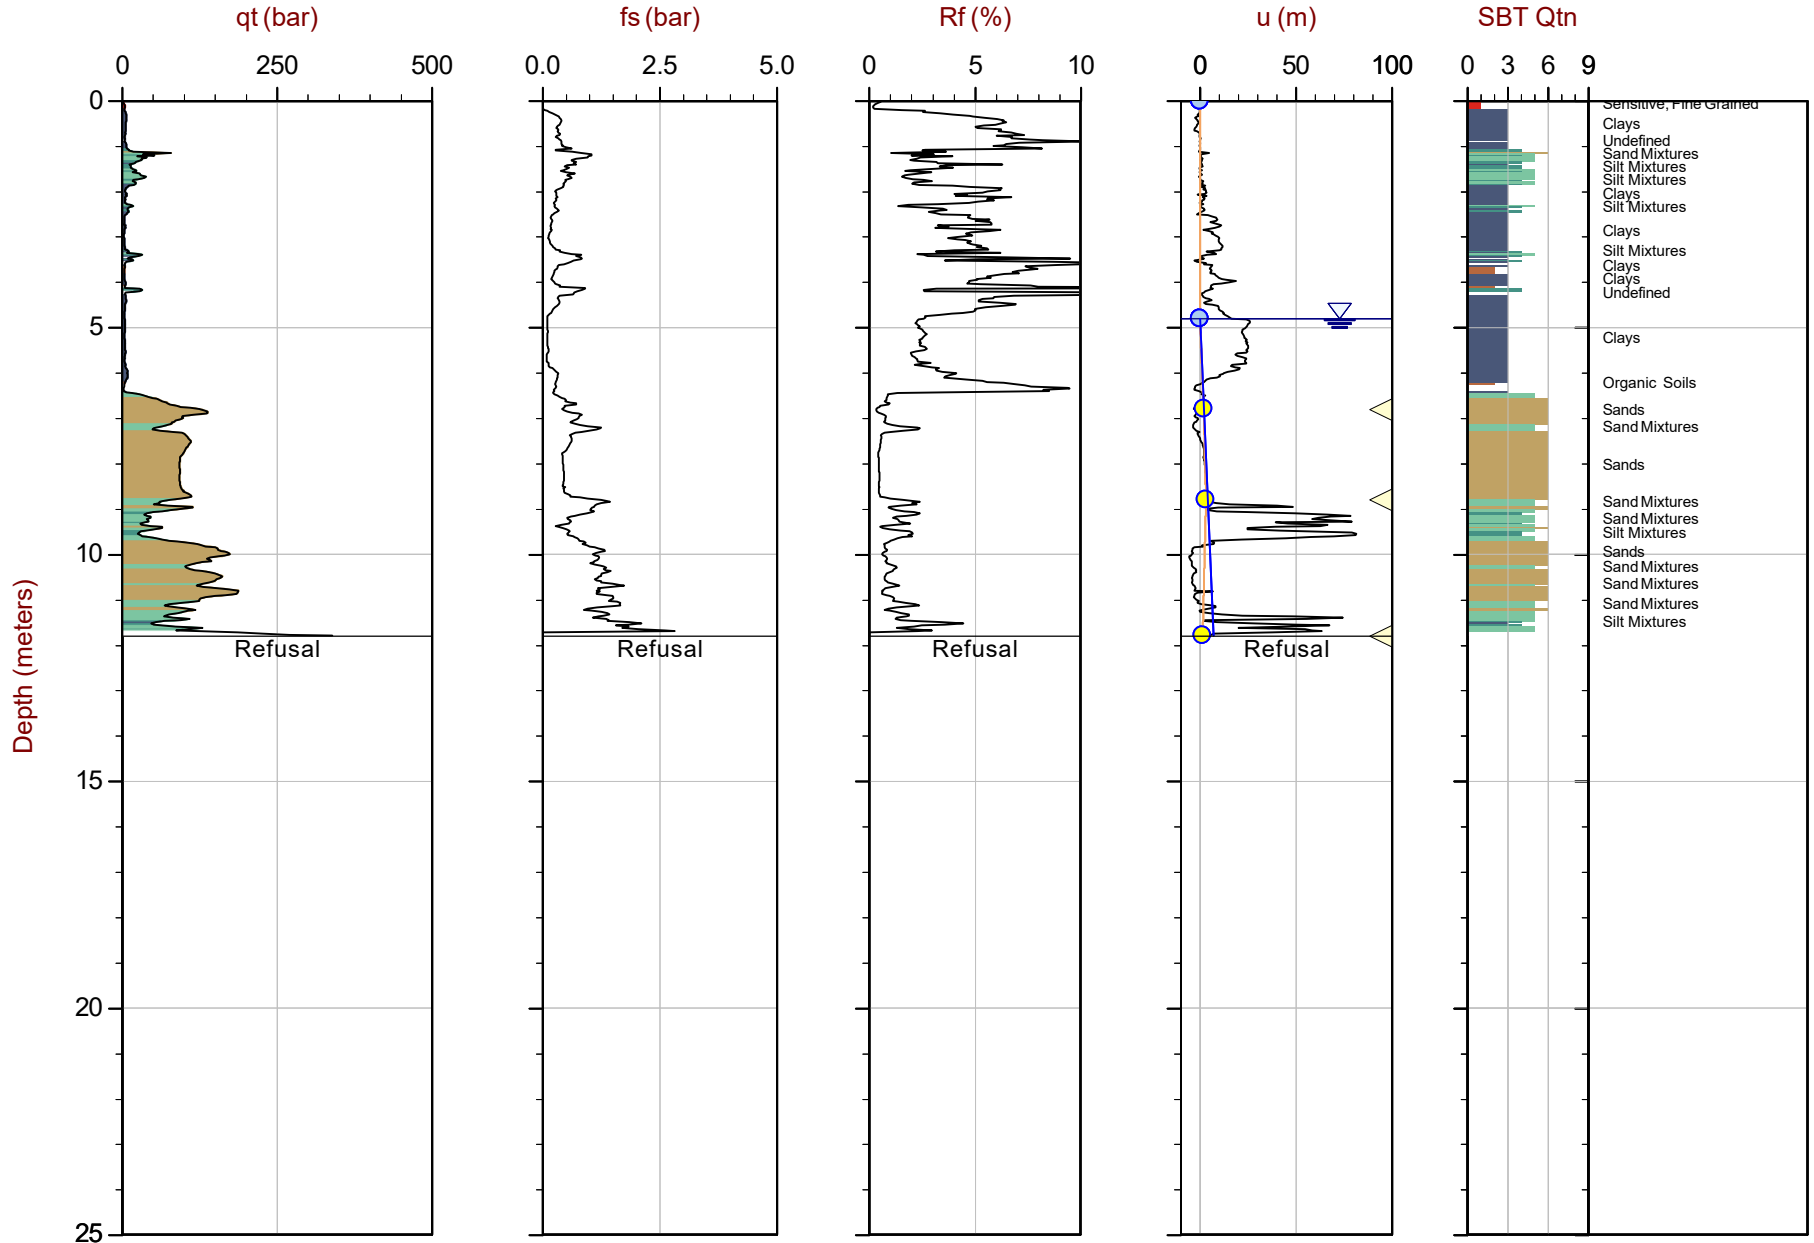 qt (bar) fs (bar) Rf (%) u (m) SBT Qtn
0 250 500 0.0 2.5 5.0 0 5 10 0 50 100 0 3 6 9
0
5
10
15
20
25
Depth (meters)
Sensitive, Fine Grained
Clays
Undefined
Sand Mixtures
Silt Mixtures
Silt Mixtures
Clays
Silt Mixtures
Clays
Silt Mixtures
Clays
Clays
Undefined
Clays
Organic Soils
Sands
Sand Mixtures
Sands
Sand Mixtures
Sand Mixtures
Silt Mixtures
Sands
Sand Mixtures
Sand Mixtures
Sand Mixtures
Silt Mixtures
Refusal Refusal Refusal Refusal